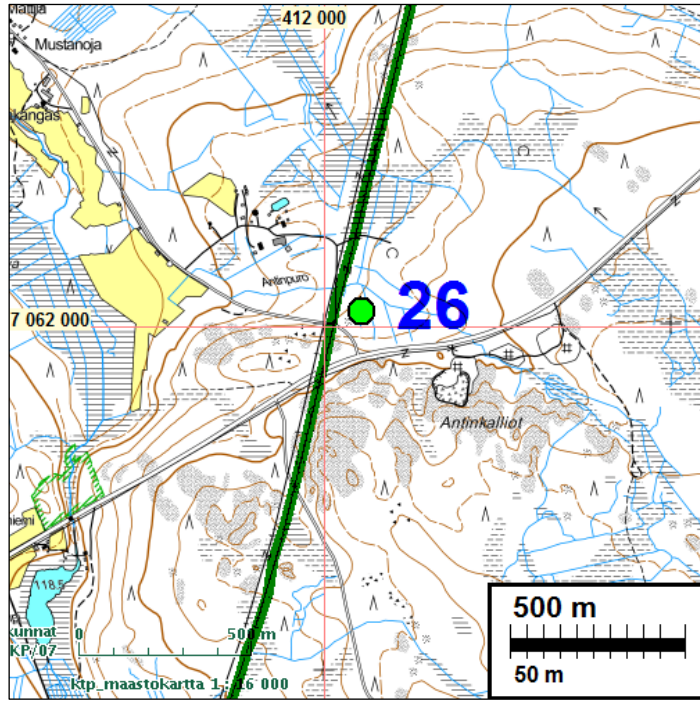 412 000
Mattila
Mustanoja
Antinpuro
26
7 062 000
Antinkalliot
118.5
kunnat
KP/07
0
500 m
ktp_maastokartta 1 : 16 000
500 m
50 m